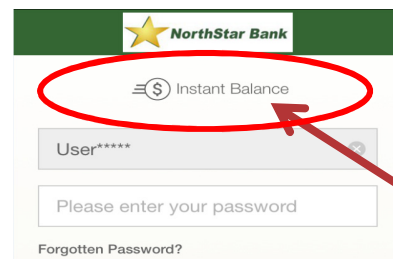 NorthStar Bank
Instant Balance
User*****
Please enter your password
Forgotten Password?